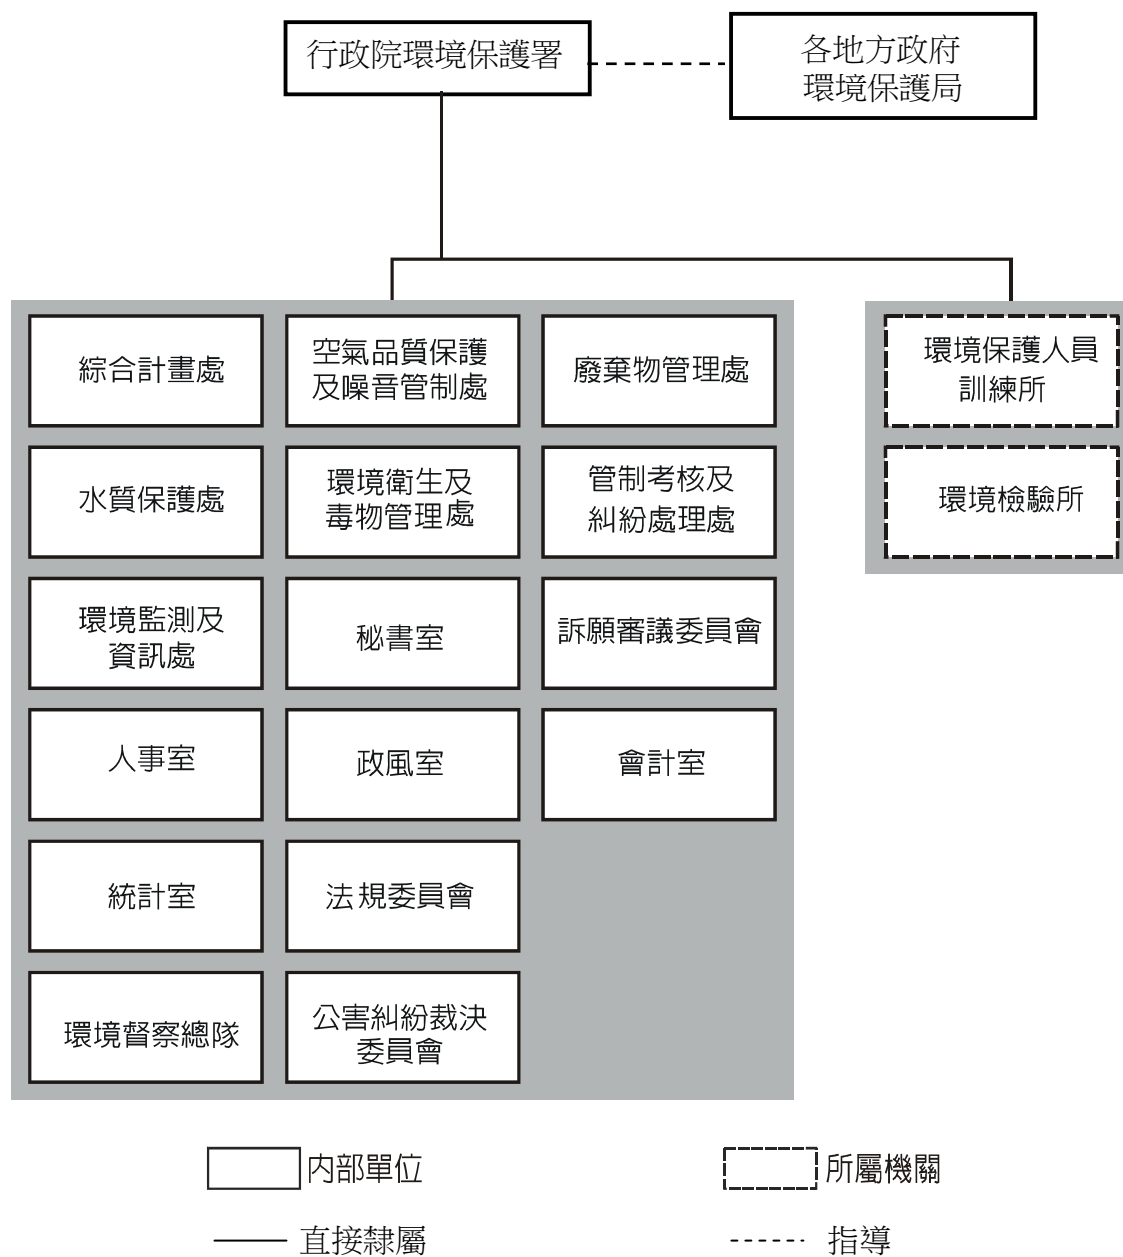 行政院環境保護署
各地方政府
環境保護局
綜合計畫處
空氣品質保護
及噪音管制處
廢棄物管理處
環境保護人員
訓練所
水質保護處
環境衛生及
毒物管理處
管制考核及
糾紛處理處
環境檢驗所
環境監測及
資訊處
秘書室
訴願審議委員會
人事室
政風室
會計室
統計室
法規委員會
環境督察總隊
公害糾紛裁決
委員會
內部單位
所屬機關
直接隸屬
指導